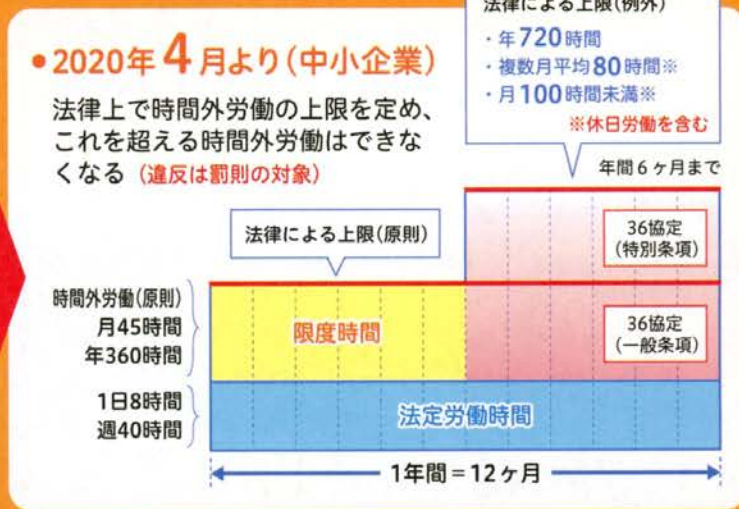 法律による上限(例外)
・年720時間
・複数月平均80時間※
・月100時間未満※
※休日労働を含む
●2020年4月より(中小企業)
法律上で時間外労働の上限を定め、
これを超える時間外労働はできな
くなる (違反は罰則の対象)
年間6ヶ月まで
法律による上限(原則)
36協定
(特別条項)
時間外労働(原則)
月45時間
年360時間
限度時間
36協定
(一般条項)
1日8時間
週40時間
法定労働時間
1年間=12ヶ月